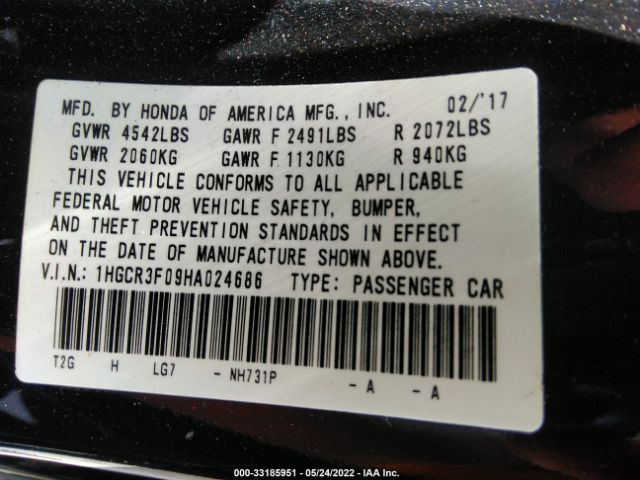 MFD. BY HONDA OF AMERICA MFG., INC. 02/'17
GVWR 4542LBS GAWR F 2491LBS R 2072LBS
GVWR 2060KG GAWR F 1130KG R 940KG
THIS VEHICLE CONFORMS TO ALL APPLICABLE
FEDERAL MOTOR VEHICLE SAFETY, BUMPER,
AND THEFT PREVENTION STANDARDS IN EFFECT
ON THE DATE OF MANUFACTURE SHOWN ABOVE.
V.I.N.: 1HGCR3F09HA024686 TYPE: PASSENGER CAR
T2G H LG7 - NH731P - A - A
000-33185951 - 05/24/2022 - IAA Inc.